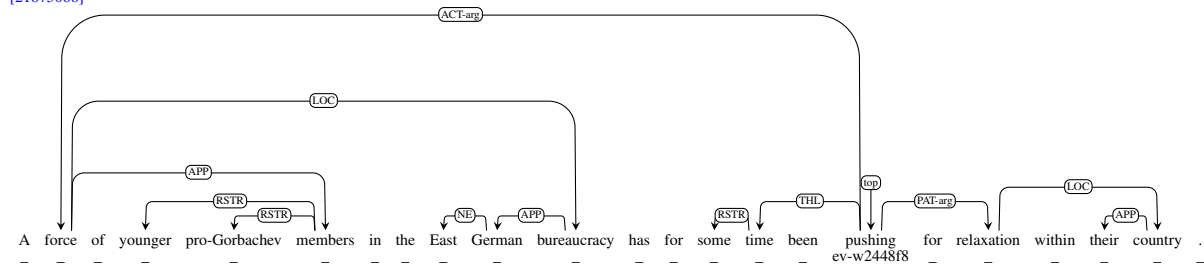 ACT-arg
LOC
APP
top
LOC
RSTR THL PAT-arg
RSTR NE APP RSTR APP
A force of younger pro-Gorbachev members in the East German bureaucracy has for some time been pushing for relaxation within their country .
_ _ _ _ _ _ _ _ _ _ _ _ _ _ _ _ ev-w2448f8 _ _ _ _ _ _